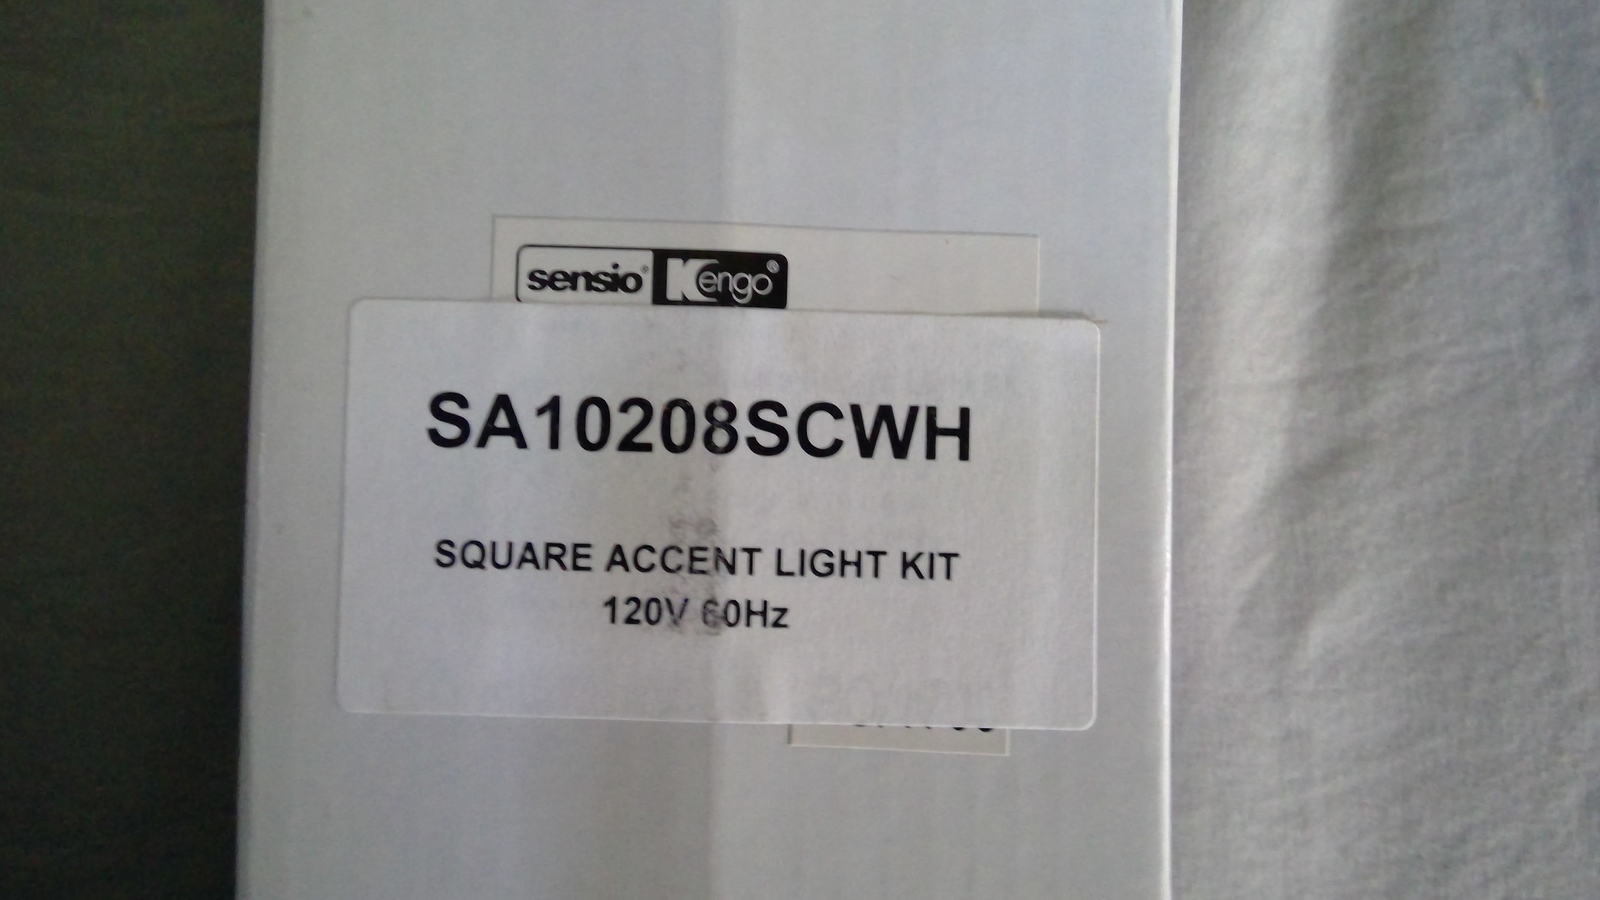 sensio® Kengo®
SA10208SCWH
SQUARE ACCENT LIGHT KIT
120V 60Hz